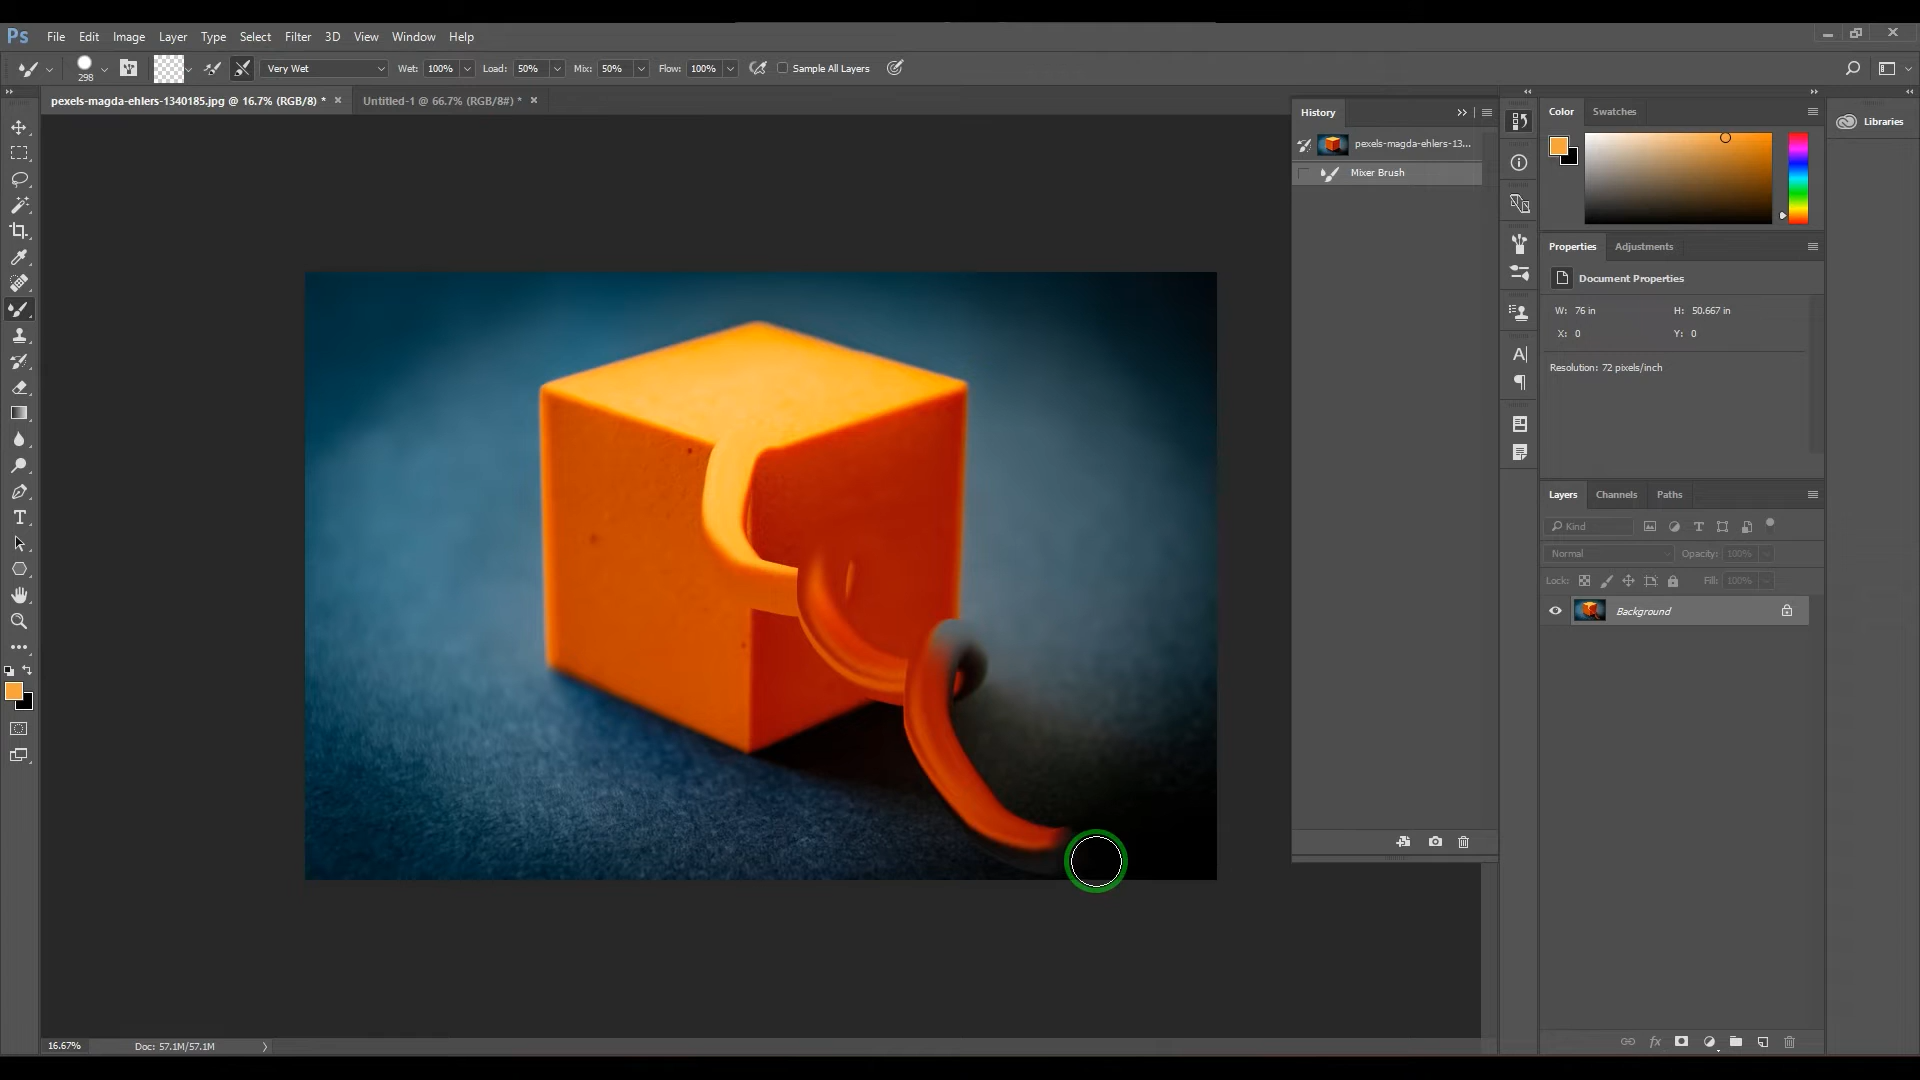 Ps File Edit Image Layer Type Select Filter 3D View Window Help
298 Very Wet Wet: 100% Load: 50% Mix: 50% Flow: 100% Sample All Layers
pexels-magda-ehlers-1340185.jpg @ 16.7% (RGB/8) * × Untitled-1 @ 66.7% (RGB/8#) * ×
History
pexels-magda-ehlers-13...
Mixer Brush
Color Swatches
Libraries
Properties Adjustments
Document Properties
W: 76 in H: 50.667 in
X: 0 Y: 0
Resolution: 72 pixels/inch
Layers Channels Paths
Kind
Normal Opacity: 100%
Lock: Fill: 100%
Background
fx
16.67% Doc: 57.1M/57.1M